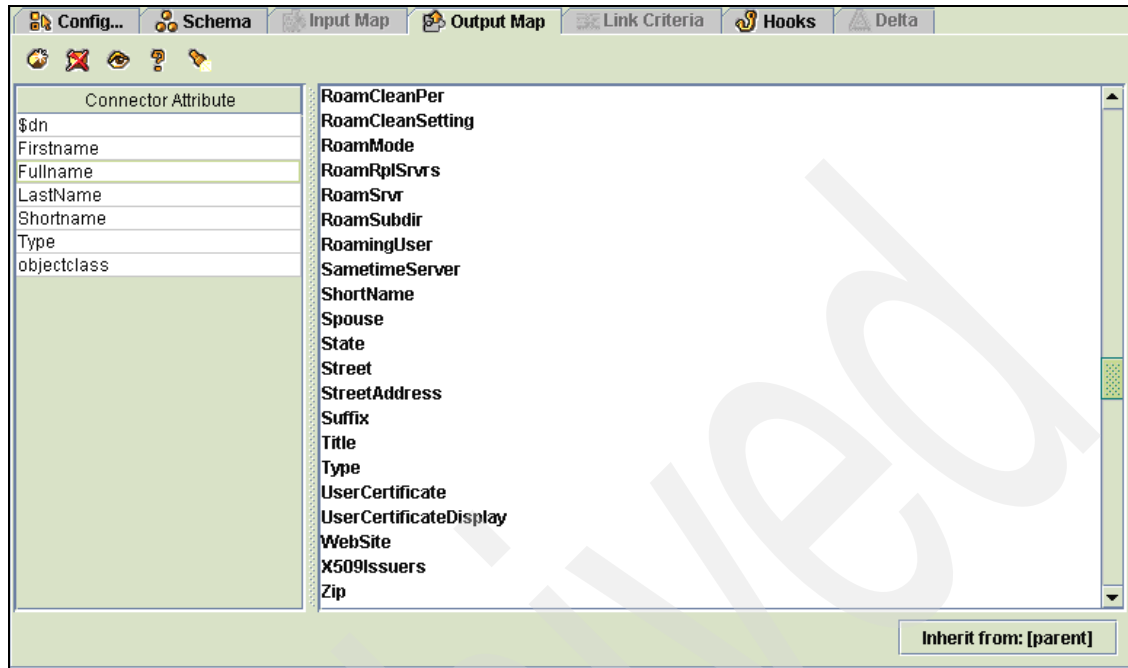 Config... Schema Input Map Output Map Link Criteria Hooks Delta
Connector Attribute
$dn
Firstname
Fullname
LastName
Shortname
Type
objectclass
RoamCleanPer
RoamCleanSetting
RoamMode
RoamRplSrvrs
RoamSrvr
RoamSubdir
RoamingUser
SametimeServer
ShortName
Spouse
State
Street
StreetAddress
Suffix
Title
Type
UserCertificate
UserCertificateDisplay
WebSite
X509Issuers
Zip
Inherit from: [parent]